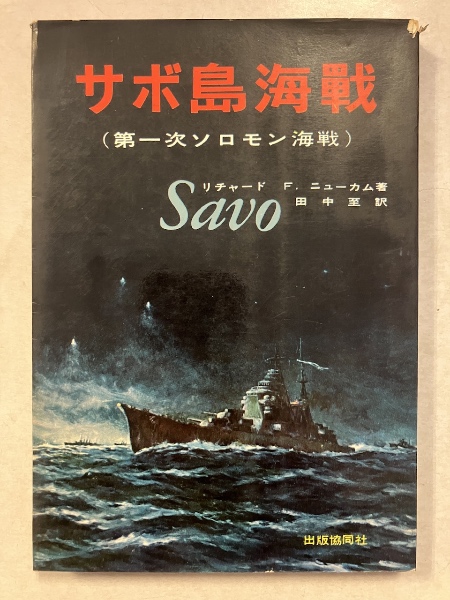 サボ島海戰
(第一次ソロモン海戦)
リチャード F. ニューカム著
Savo 田中至訳
出版協同社